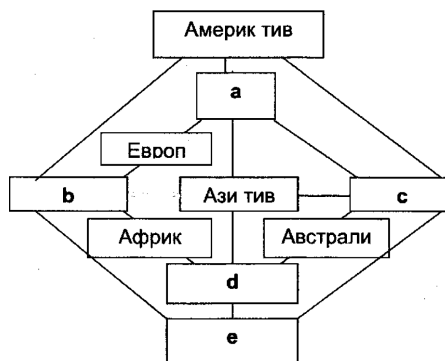 Америк тив
a
Европ
b
Ази тив
c
Африк
Австрали
d
e